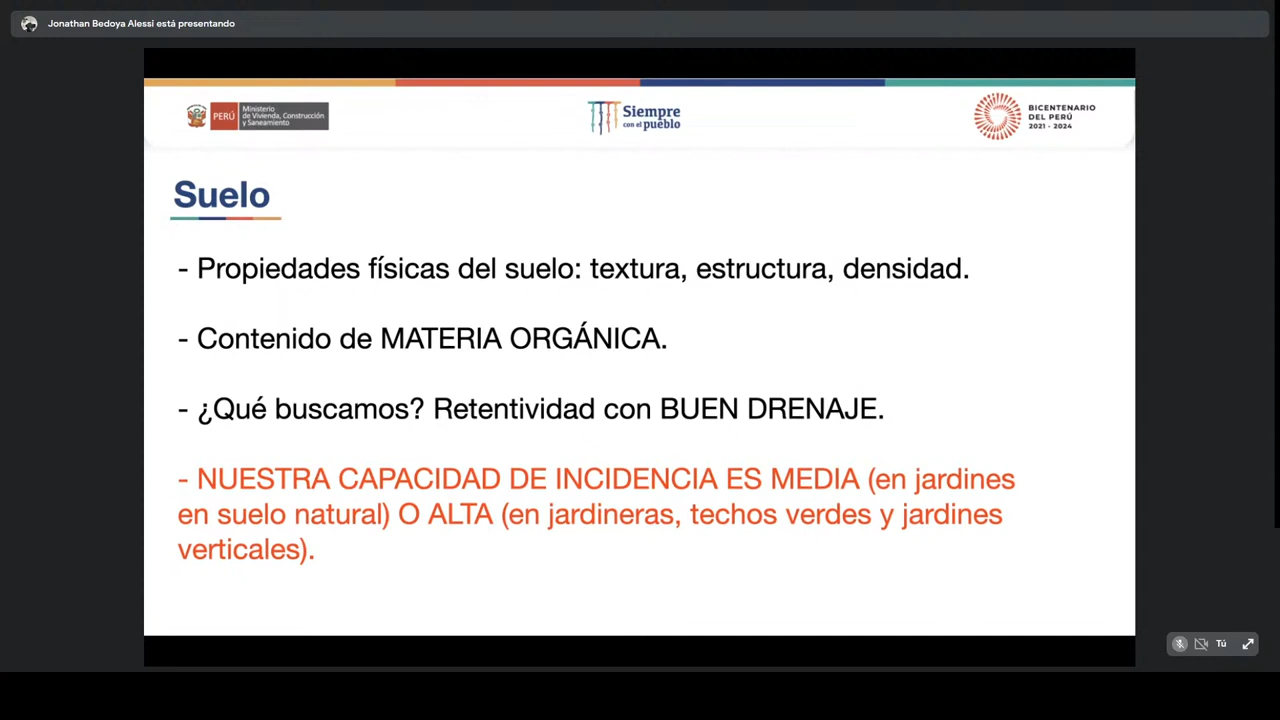 Jonathan Bedoya Alessi está presentando
PERÚ
Ministerio
de Vivienda, Construcción
y Saneamiento
Siempre
con el pueblo
BICENTENARIO
DEL PERÚ
2021 - 2024
Suelo
- Propiedades físicas del suelo: textura, estructura, densidad.
- Contenido de MATERIA ORGÁNICA.
- ¿Qué buscamos? Retentividad con BUEN DRENAJE.
- NUESTRA CAPACIDAD DE INCIDENCIA ES MEDIA (en jardines
en suelo natural) O ALTA (en jardineras, techos verdes y jardines
verticales).
Tú